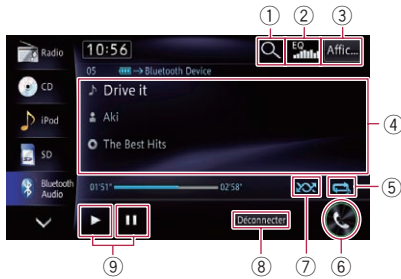 ① ② ③
Radio 10:56 EQ Affic...
05 → Bluetooth Device
CD ♪ Drive it
④
iPod Aki
SD The Best Hits
Bluetooth
Audio 01'51" 02'58"
⑤
Déconnecter
⑨ ⑧ ⑦ ⑥